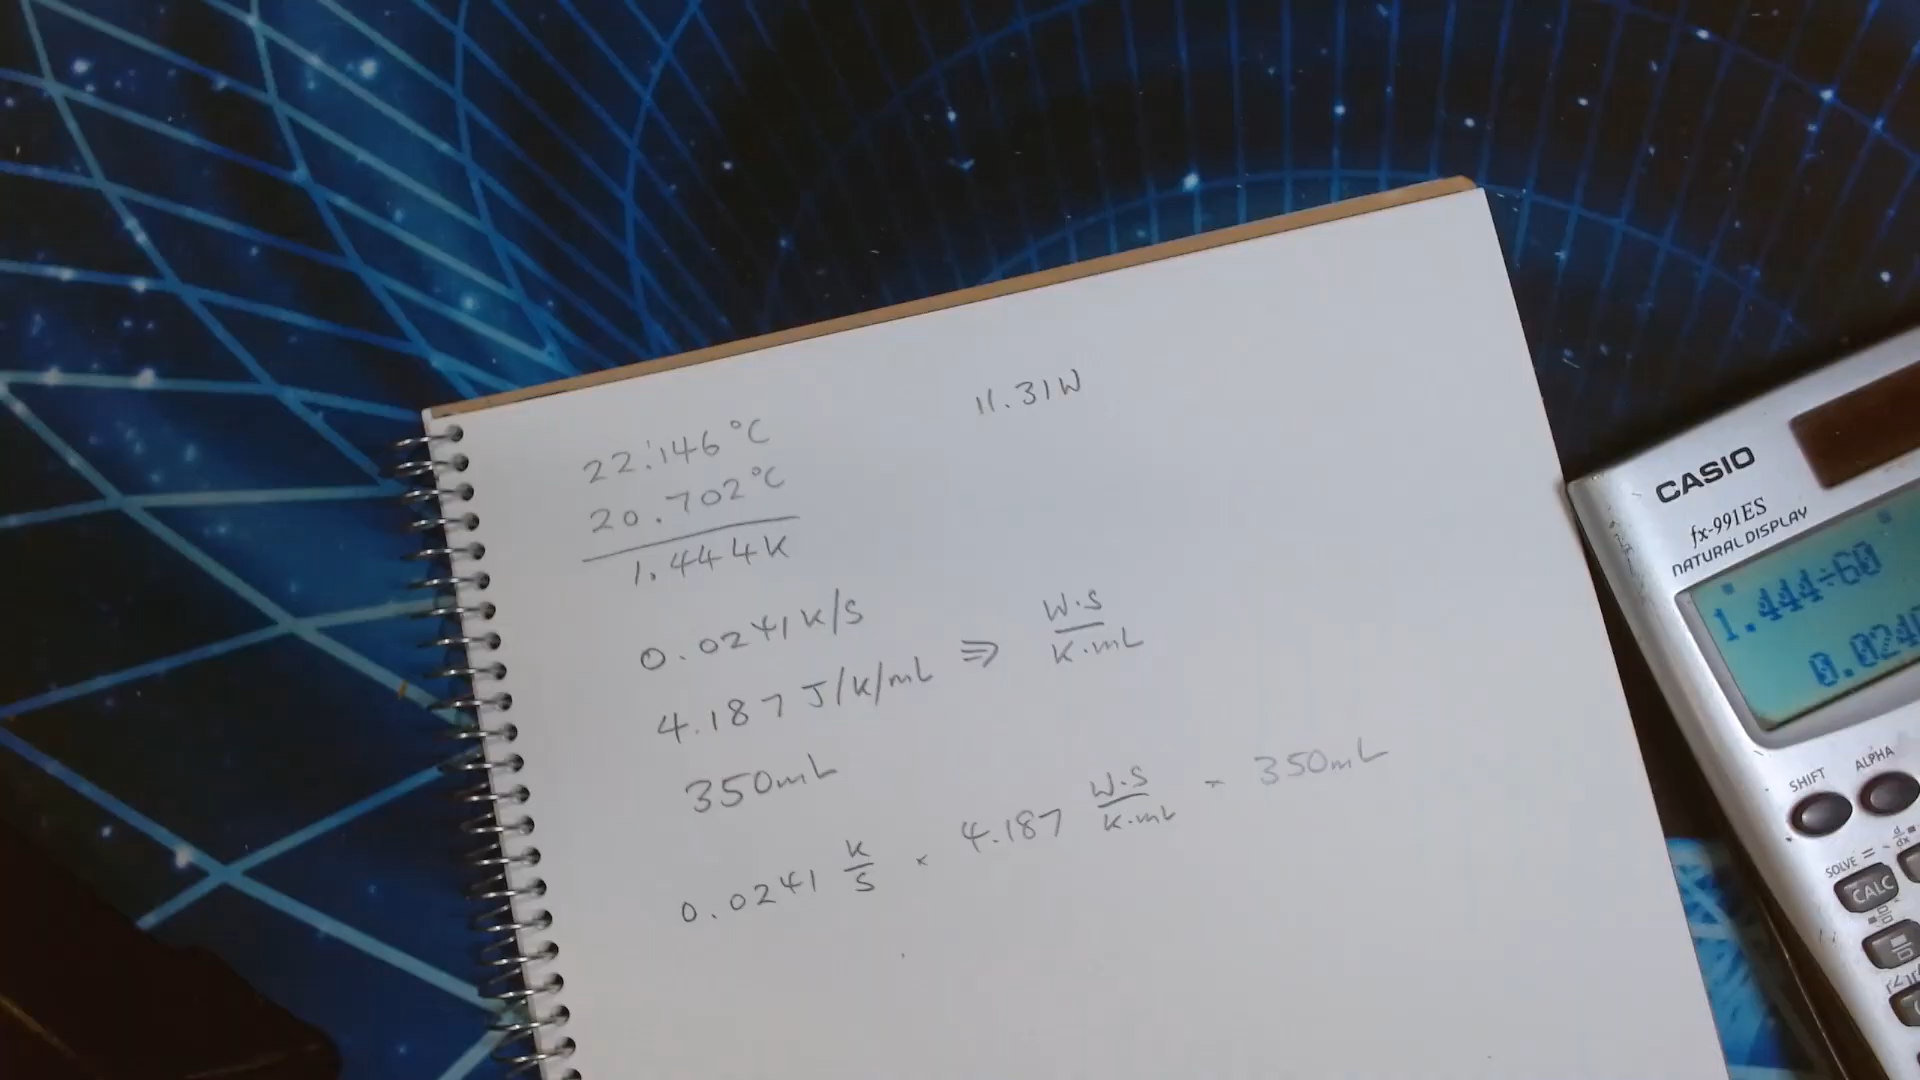 11.31W
22.146°C
20.702°C
1.444K
0.0241 K/S
4.187 J/K/mL ⇒ W·S / K·mL
350mL
0.0241 K/S × 4.187 W·S / K·mL × 350mL
CASIO
fx-991ES
NATURAL DISPLAY
1.444÷60
0.024
SHIFT ALPHA
SOLVE =
CALC